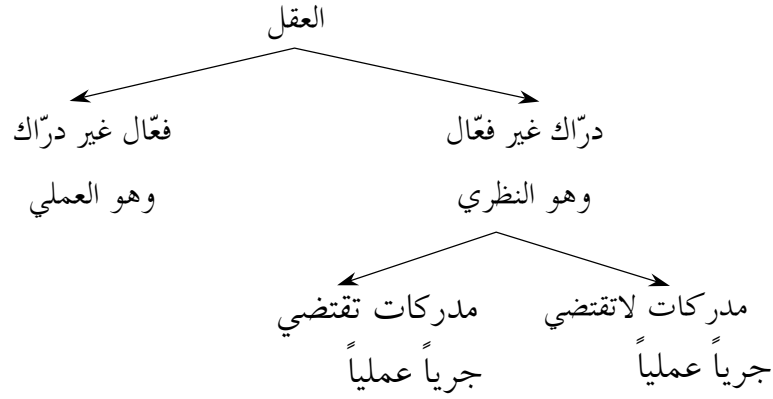 العقل
درّاك غير فعّال
فعّال غير درّاك
وهو النظري
وهو العملي
مدركات لاتقتضي
جرياً عملياً
مدركات تقتضي
جرياً عملياً